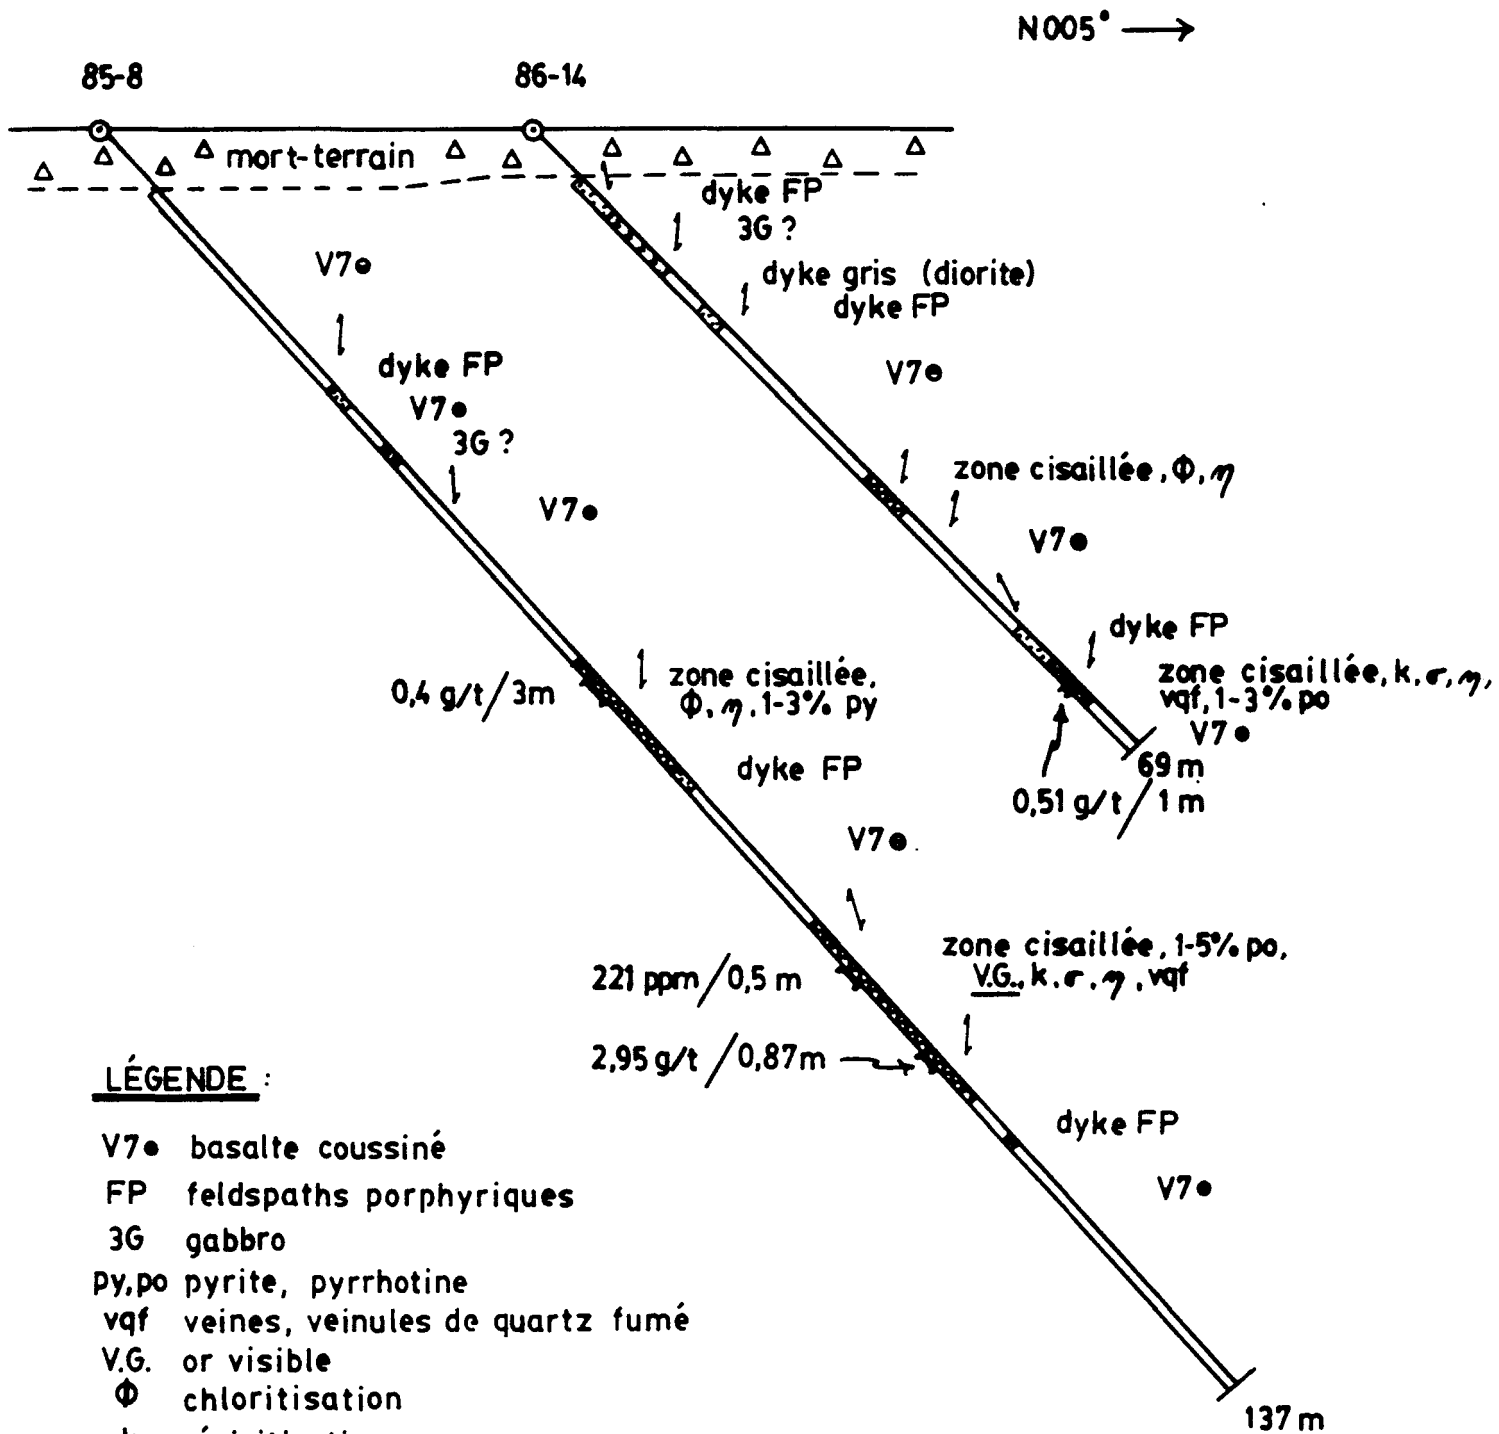 N005°
85-8
86-14
mort-terrain
dyke FP
3G ?
V7●
dyke gris (diorite)
dyke FP
dyke FP
V7●
V7●
3G ?
zone cisaillée, Φ, η
V7●
V7●
dyke FP
zone cisaillée,
Φ, η, 1-3% py
zone cisaillée, k, σ, η,
vqf, 1-3% po
0,4 g/t/3m
V7●
dyke FP
69 m
0,51 g/t/1 m
V7●
zone cisaillée, 1-5% po,
V.G., k, σ, η, vqf
221 ppm/0,5 m
2,95 g/t/0,87m
dyke FP
V7●
LÉGENDE :
V7● basalte coussiné
FP feldspaths porphyriques
3G gabbro
py,po pyrite, pyrrhotine
vqf veines, veinules de quartz fumé
V.G. or visible
Φ chloritisation
137 m